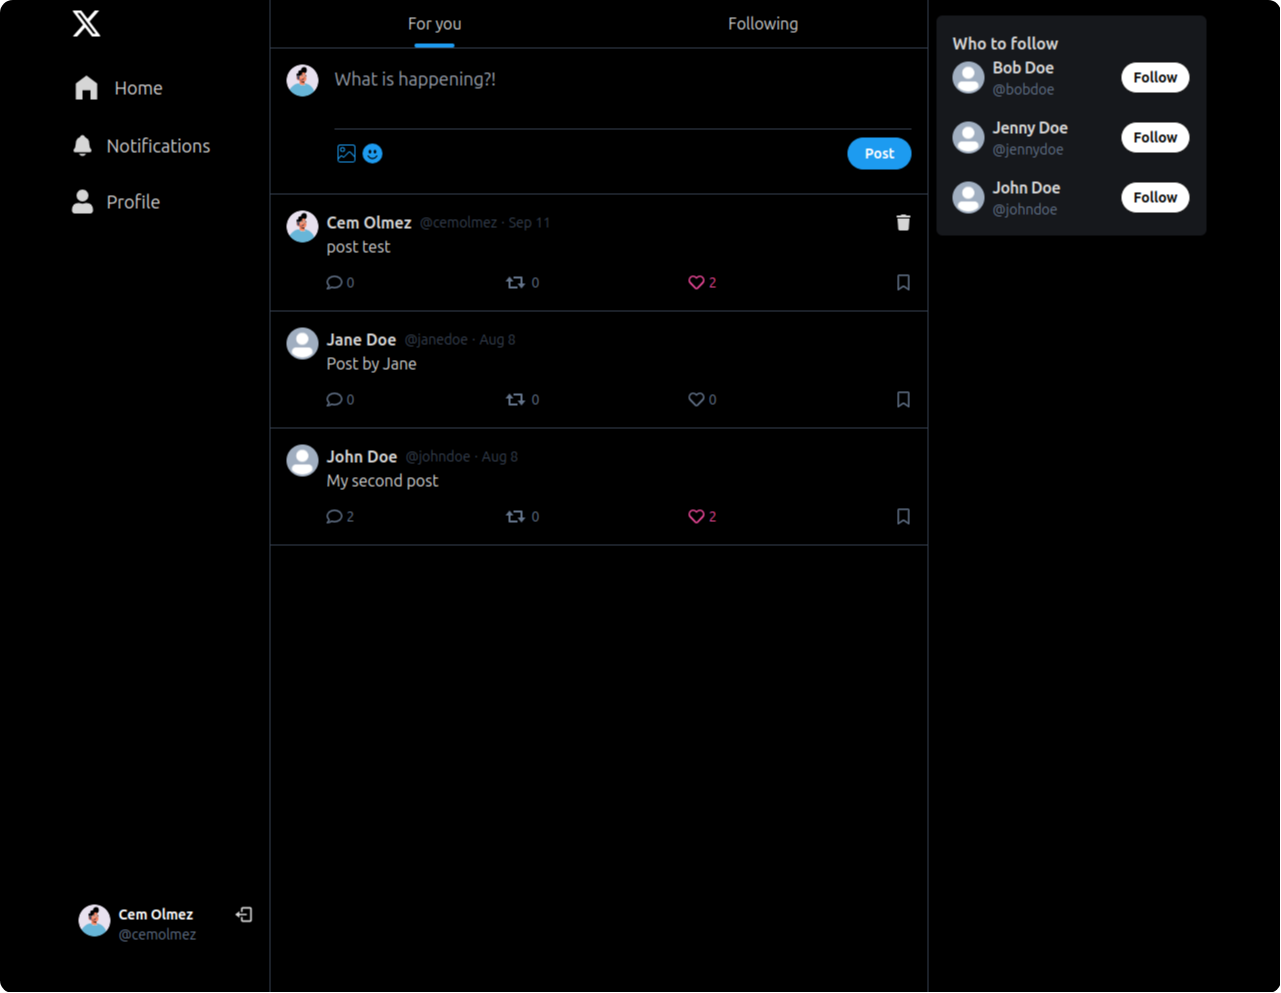 Home
Notifications
Profile
Cem Olmez
@cemolmez
For you Following
What is happening?!
Post
Cem Olmez @cemolmez · Sep 11
post test
0 0 2
Jane Doe @janedoe · Aug 8
Post by Jane
0 0 0
John Doe @johndoe · Aug 8
My second post
2 0 2
Who to follow
Bob Doe
@bobdoe
Follow
Jenny Doe
@jennydoe
Follow
John Doe
@johndoe
Follow